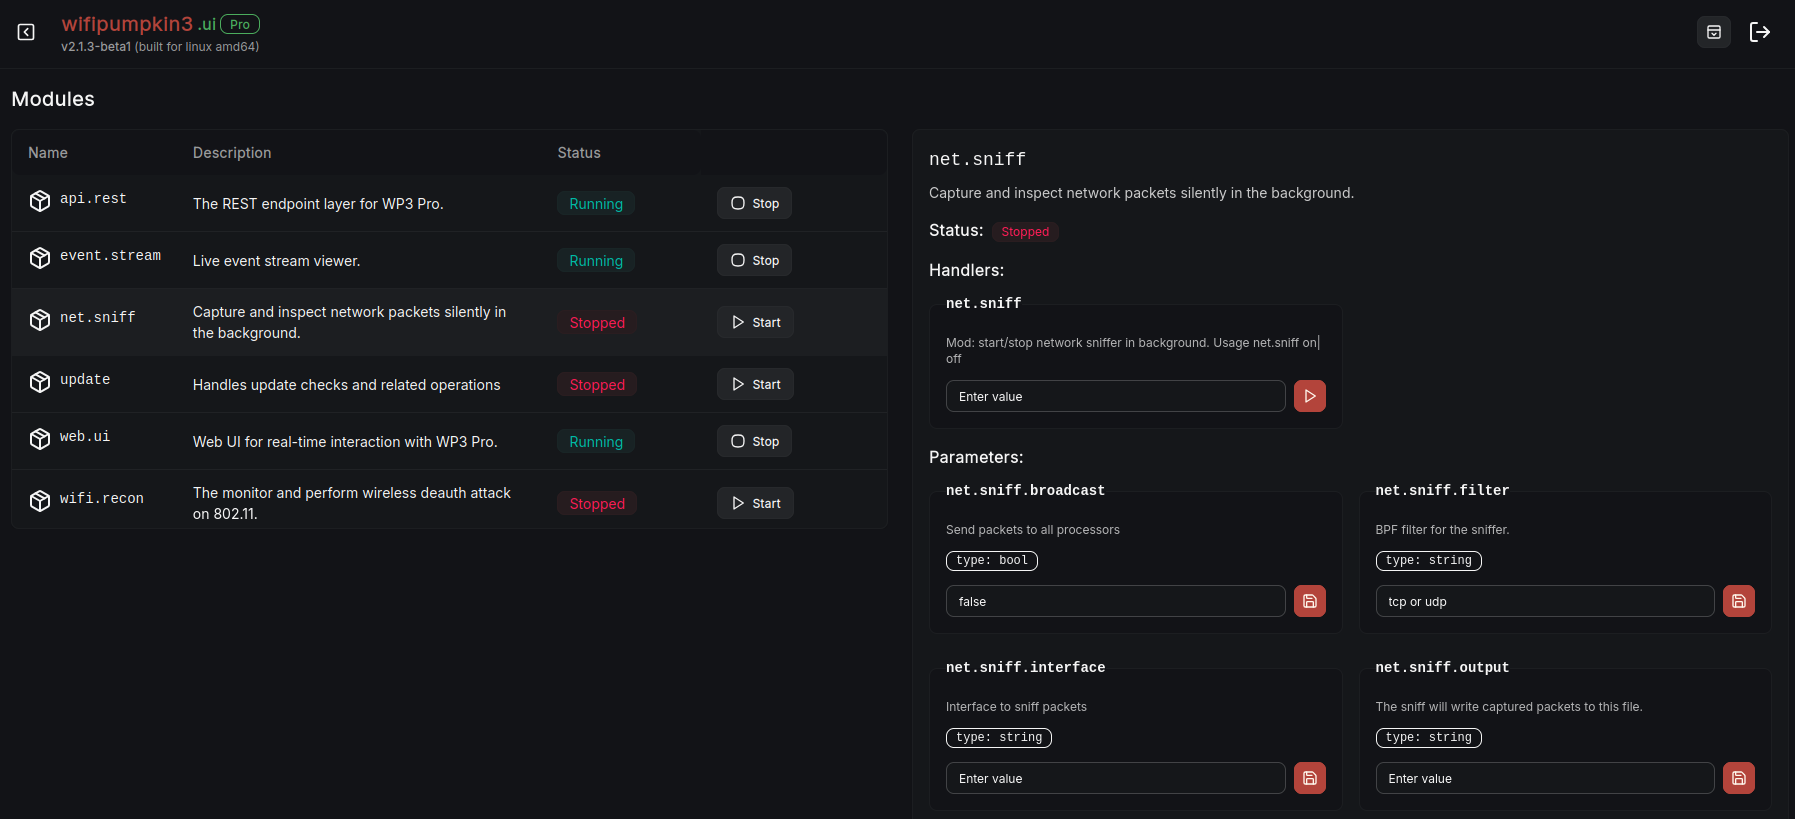 wifipumpkin3 .ui Pro
v2.1.3-beta1 (built for linux amd64)
Modules
Name Description Status
api.rest The REST endpoint layer for WP3 Pro. Running Stop
event.stream Live event stream viewer. Running Stop
net.sniff Capture and inspect network packets silently in
the background. Stopped Start
update Handles update checks and related operations Stopped Start
web.ui Web UI for real-time interaction with WP3 Pro. Running Stop
wifi.recon The monitor and perform wireless deauth attack
on 802.11. Stopped Start
net.sniff
Capture and inspect network packets silently in the background.
Status: Stopped
Handlers:
net.sniff
Mod: start/stop network sniffer in background. Usage net.sniff on|
off
Enter value
Parameters:
net.sniff.broadcast
Send packets to all processors
type: bool
false
net.sniff.filter
BPF filter for the sniffer.
type: string
tcp or udp
net.sniff.interface
Interface to sniff packets
type: string
Enter value
net.sniff.output
The sniff will write captured packets to this file.
type: string
Enter value